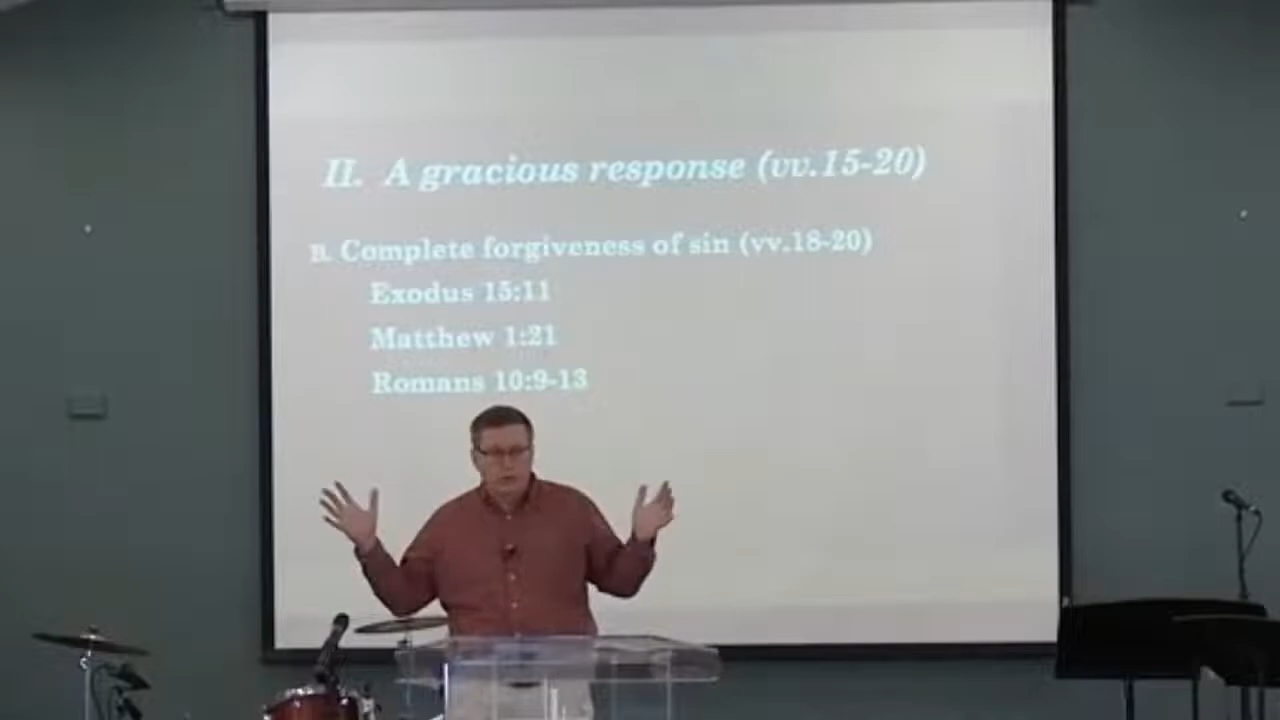 II. A gracious response (vv.15-20)
B. Complete forgiveness of sin (vv.18-20)
Exodus 15:11
Matthew 1:21
Romans 10:9-13